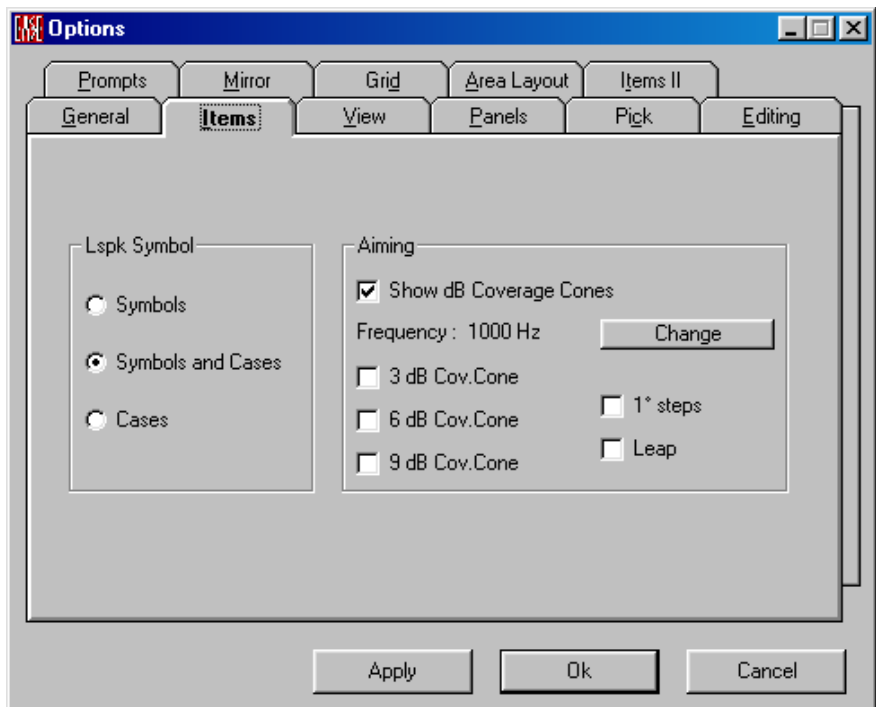 Options
Prompts Mirror Grid Area Layout Items II
General Items View Panels Pick Editing
Lspk Symbol
Symbols
Symbols and Cases
Cases
Aiming
Show dB Coverage Cones
Frequency : 1000 Hz Change
3 dB Cov.Cone
6 dB Cov.Cone
9 dB Cov.Cone
1° steps
Leap
Apply Ok Cancel